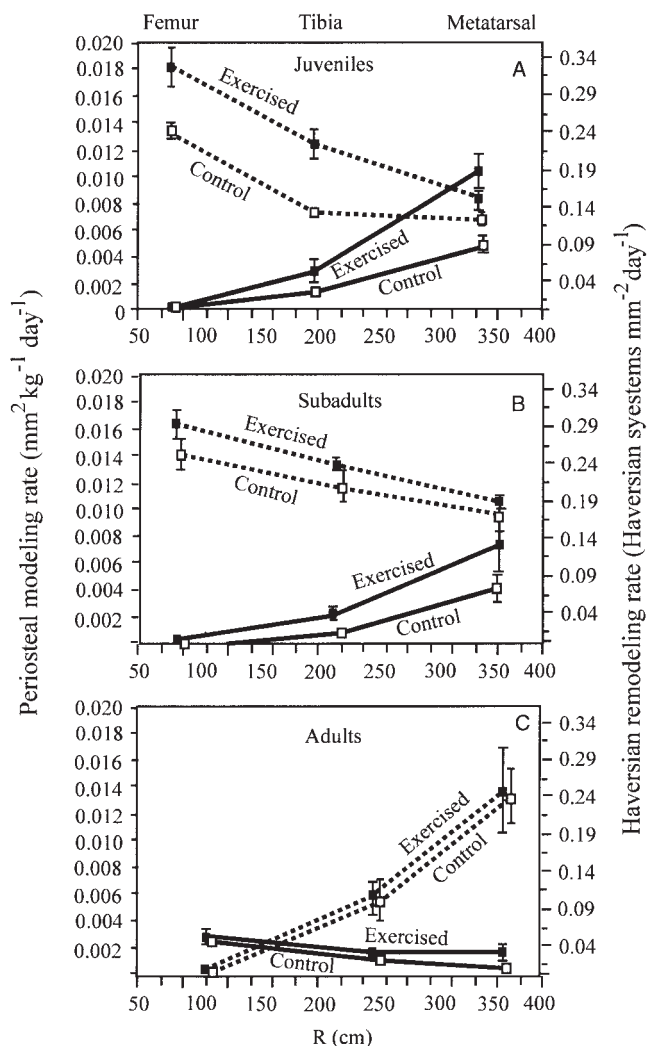 Femur Tibia Metatarsal
Juveniles A
0.020
0.018
0.016
0.014
0.012
0.010
0.008
0.006
0.004
0.002
0
0.34
0.29
0.24
0.19
0.13
0.09
0.04
Exercised
Control
Exercised
Control
50 100 200 150 250 300 350 400
Subadults B
0.020
0.018
0.016
0.014
0.012
0.010
0.008
0.006
0.004
0.002
0.34
0.29
0.24
0.19
0.14
0.09
0.04
Exercised
Control
Exercised
Control
50 100 200 150 250 300 350 400
Adults C
0.020
0.018
0.016
0.014
0.012
0.010
0.008
0.006
0.004
0.002
0.34
0.29
0.24
0.19
0.13
0.09
0.04
Exercised
Control
Exercised
Control
50 100 200 150 250 300 350 400
R (cm)
Periosteal modeling rate (mm² kg⁻¹ day⁻¹)
Haversian remodeling rate (Haversian syestems mm⁻² day⁻¹)